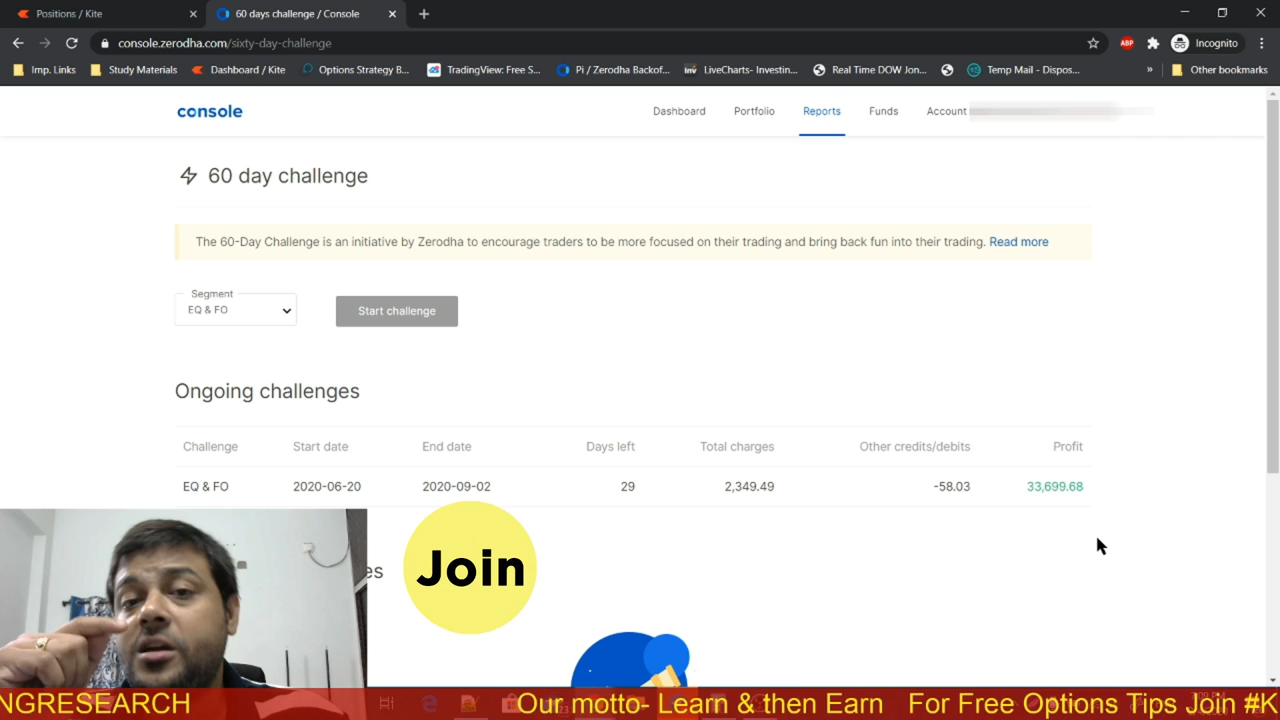 Positions / Kite
60 days challenge / Console
console.zerodha.com/sixty-day-challenge
ABP
Incognito
Imp. Links
Study Materials
Dashboard / Kite
Options Strategy B...
TradingView: Free S...
Pi / Zerodha Backof...
inv
LiveCharts- Investin...
Real Time DOW Jon...
Temp Mail - Dispos...
»
Other bookmarks
console
Dashboard
Portfolio
Reports
Funds
Account
60 day challenge
The 60-Day Challenge is an initiative by Zerodha to encourage traders to be more focused on their trading and bring back fun into their trading. Read more
Segment
EQ & FO
Start challenge
Ongoing challenges
Challenge Start date End date Days left Total charges Other credits/debits Profit
EQ & FO 2020-06-20 2020-09-02 29 2,349.49 -58.03 33,699.68
es
Join
NGRESEARCH Our motto- Learn & then Earn For Free Options Tips Join #K